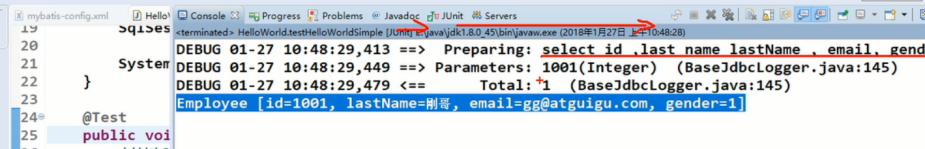 mybatis-config.xml
Hello
Console
Progress
Problems
Javadoc
JUnit
Servers
<terminated> HelloWorld.testHelloWorldSimple [JUnit] E:\java\jdk1.8.0_45\bin\javaw.exe (2018年1月27日 上午10:48:28)
19 SqlSes
20
21 System
22 }
23
24 @Test
25 public voi
DEBUG 01-27 10:48:29,413 ==> Preparing: select id ,last_name lastName , email, gend
DEBUG 01-27 10:48:29,449 ==> Parameters: 1001(Integer) (BaseJdbcLogger.java:145)
DEBUG 01-27 10:48:29,479 <== Total: 1 (BaseJdbcLogger.java:145)
Employee [id=1001, lastName=刚哥, email=gg@atguigu.com, gender=1]